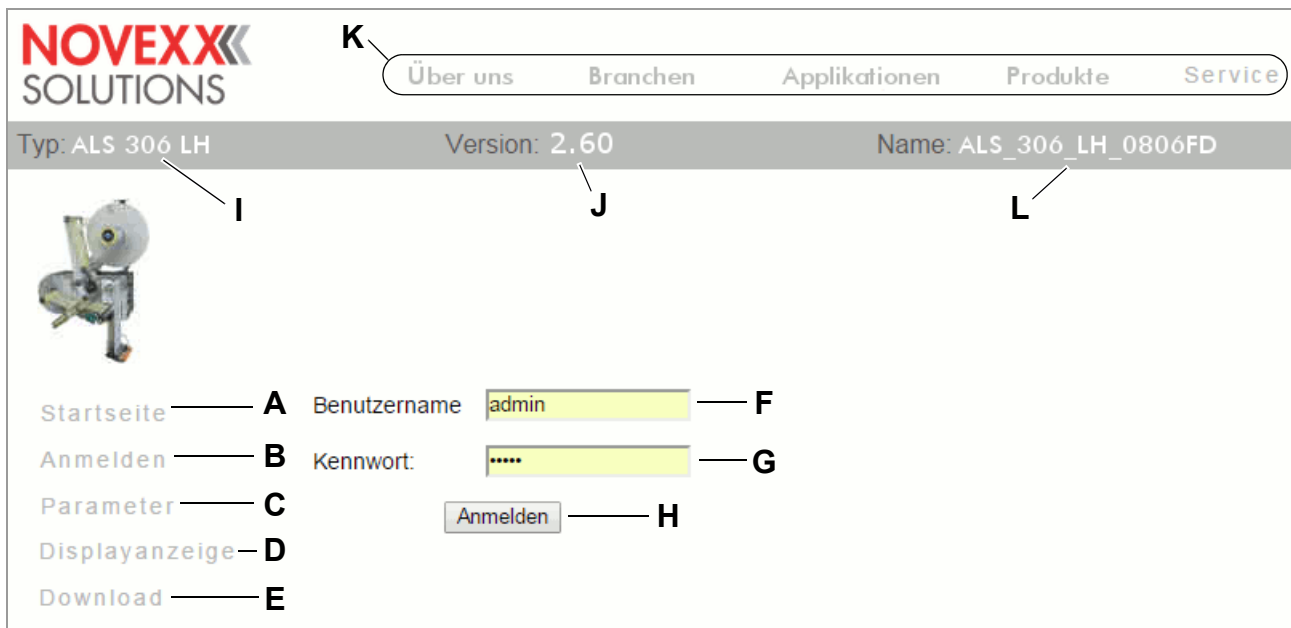 NOVEXX
SOLUTIONS
K
Über uns Branchen Applikationen Produkte Service
Typ: ALS 306 LH Version: 2.60 Name: ALS_306_LH_0806FD
I J L
Startseite A Benutzername admin F
Anmelden B Kennwort: ••••• G
Parameter C Anmelden H
Displayanzeige D
Download E